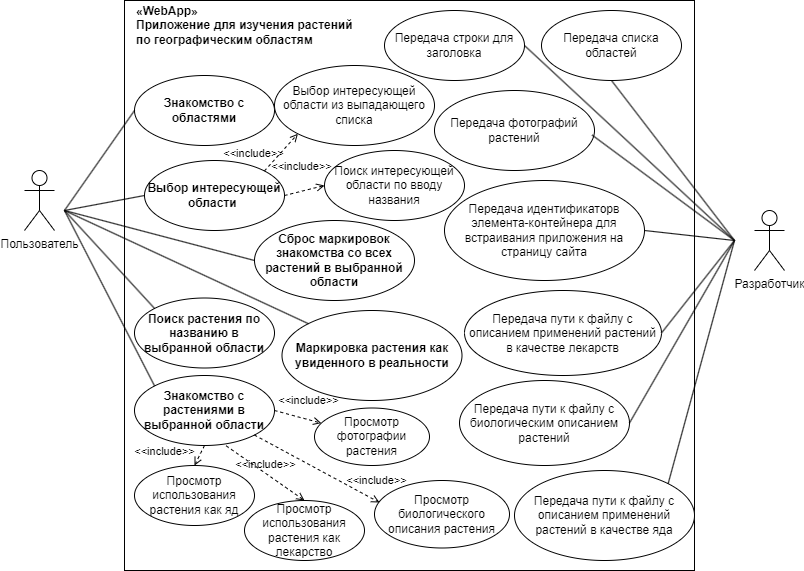 «WebApp»
Приложение для изучения растений
по географическим областям
Передача строки для
заголовка
Передача списка
областей
Знакомство с
областями
Выбор интересующей
области из выпадающего
списка
Передача фотографий
растений
<<include>>
<<include>>
Выбор интересующей
области
Поиск интересующей
области по вводу
названия
Пользователь
Передача идентификаторв
элемента-контейнера для
встраивания приложения на
страницу сайта
Сброс маркировок
знакомства со всех
растений в выбранной
области
Разработчик
Поиск растения по
названию в
выбранной области
Маркировка растения как
увиденного в реальности
Передача пути к файлу с
описанием применений растений
в качестве лекарств
Знакомство с
растениями в
выбранной области
<<include>>
Просмотр
фотографии
растения
Передача пути к файлу с
биологическим описанием
растений
<<include>>
<<include>>
<<include>>
Просмотр
использования
растения как яд
Просмотр
использования
растения как
лекарство
Просмотр
биологического
описания растения
Передача пути к файлу с
описанием применений
растений в качестве яда